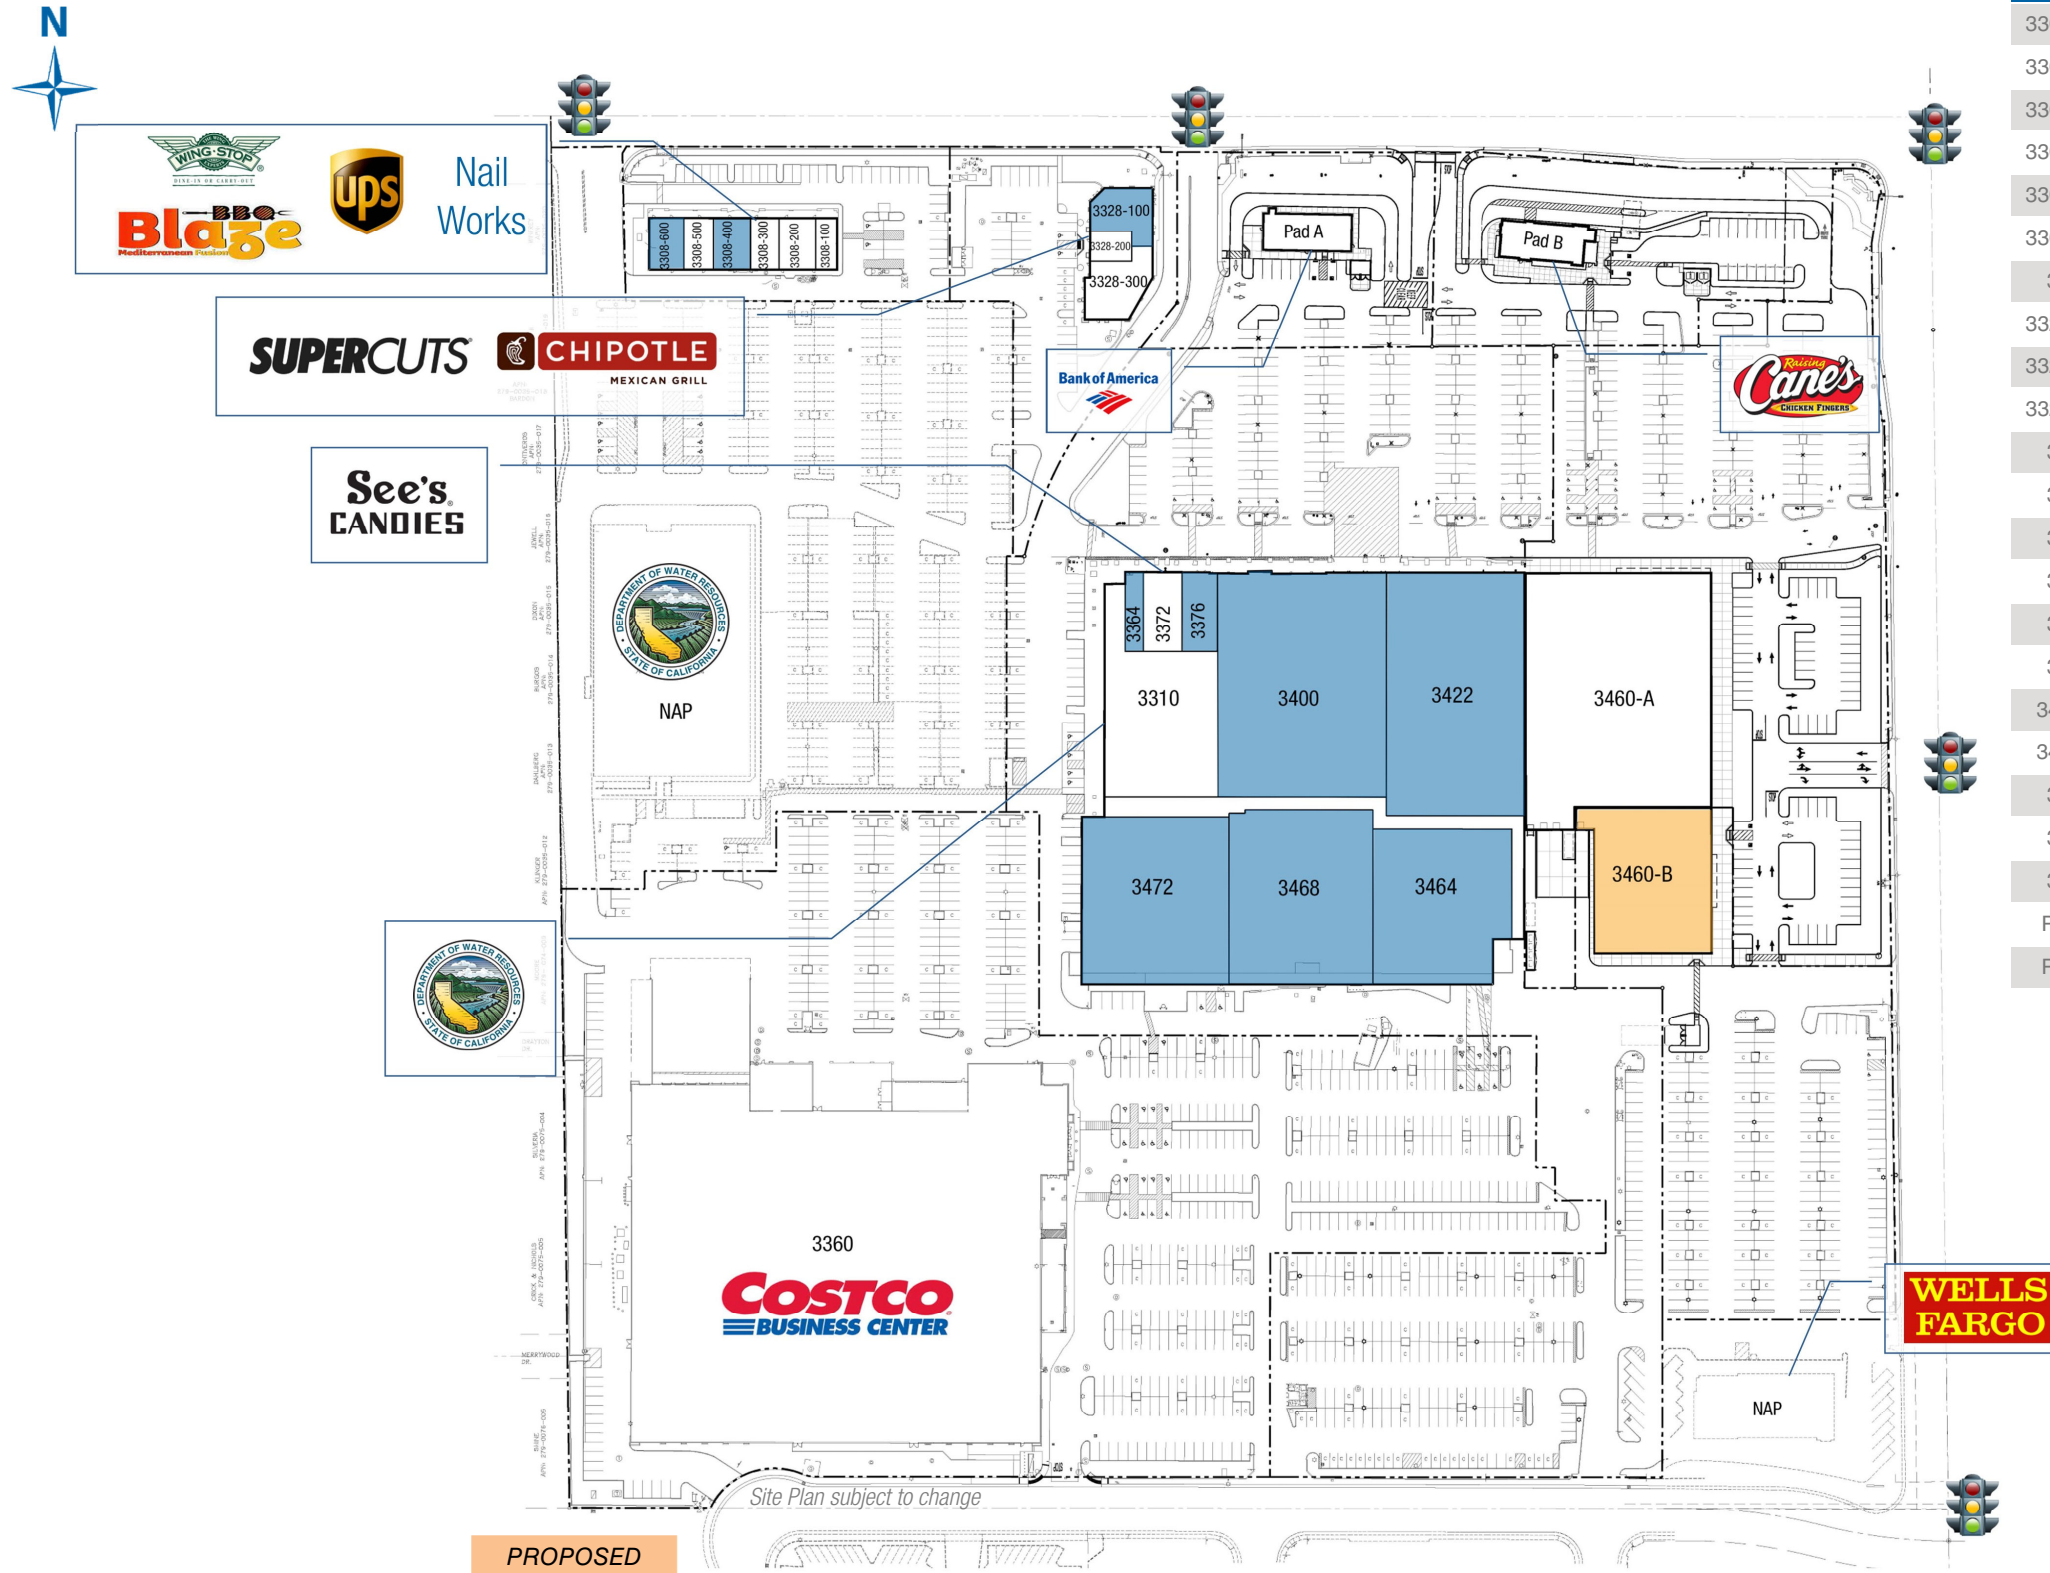 N
WING·STOP
DINE-IN OR CARRY-OUT
Blaze BBQ
Mediterranean Fusion
ups
Nail
Works
SUPERCUTS
CHIPOTLE
MEXICAN GRILL
See's
CANDIES
3308-600
3308-500
3308-400
3308-300
3308-200
3308-100
3328-100
3328-200
3328-300
Pad A
Pad B
Bank of America
Raising
Cane's
CHICKEN FINGERS
DEPARTMENT OF WATER RESOURCES
STATE OF CALIFORNIA
NAP
3364
3372
3376
3310
3400
3422
3460-A
3472
3468
3464
3460-B
DEPARTMENT OF WATER RESOURCES
STATE OF CALIFORNIA
3360
COSTCO
BUSINESS CENTER
WELLS
FARGO
NAP
MERRYWOOD
DR.
Site Plan subject to change
PROPOSED